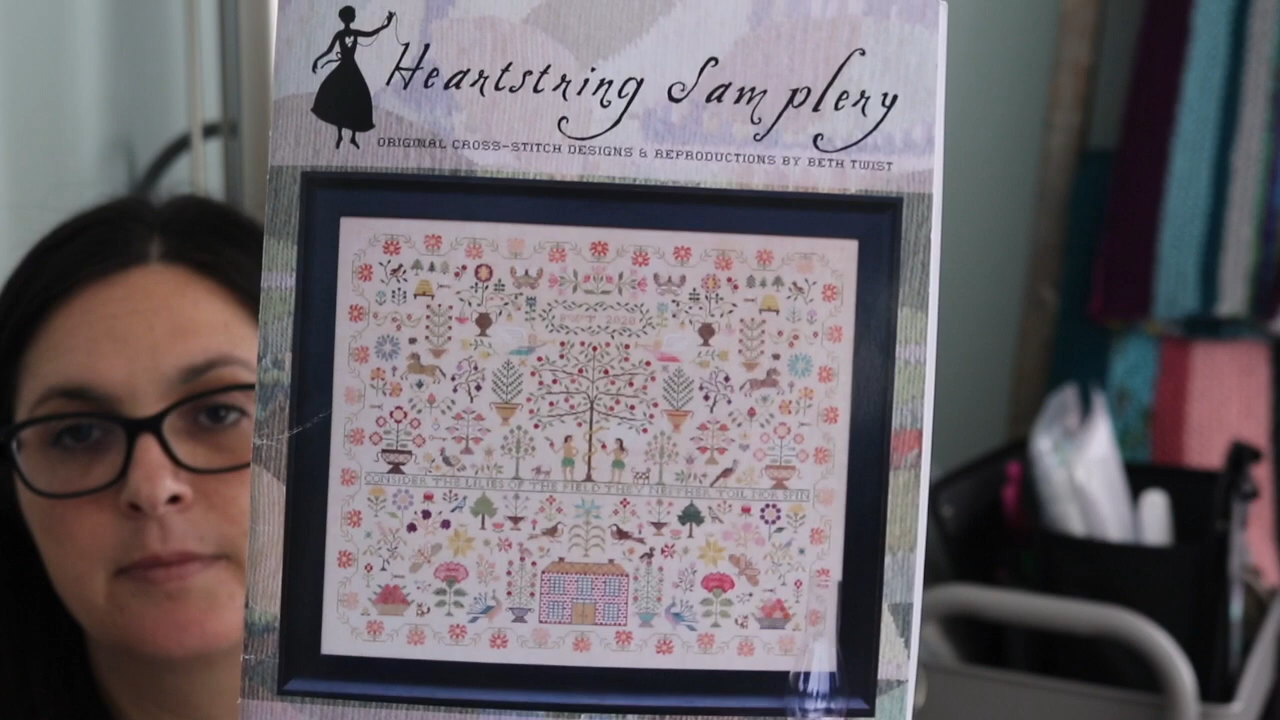 Heartstring Samplery
ORIGINAL CROSS-STITCH DESIGNS & REPRODUCTIONS BY BETH TWIST
2020
CONSIDER THE LILIES OF THE FIELD THEY NEITHER TOIL NOR SPIN